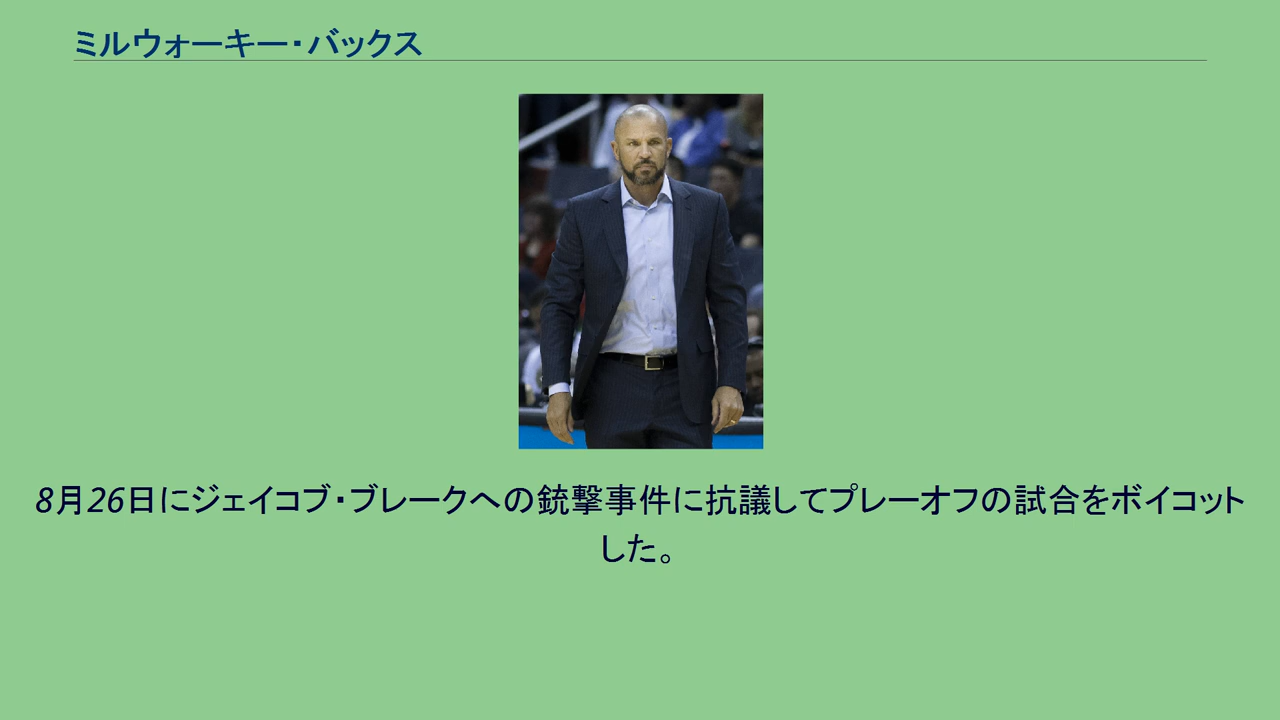 ミルウォーキー・バックス
8月26日にジェイコブ・ブレークへの銃撃事件に抗議してプレーオフの試合をボイコット
した。